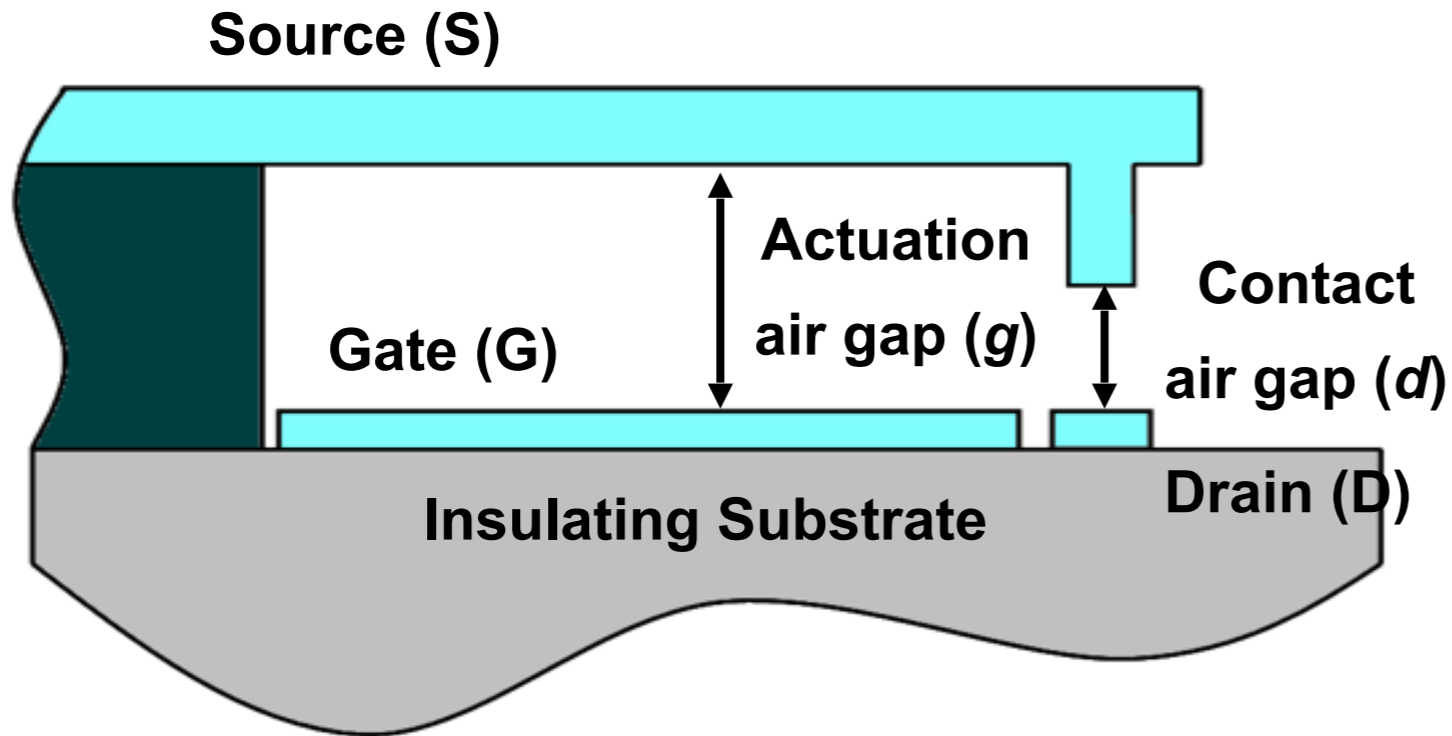 Source (S)
Actuation
air gap (g)
Contact
air gap (d)
Gate (G)
Drain (D)
Insulating Substrate